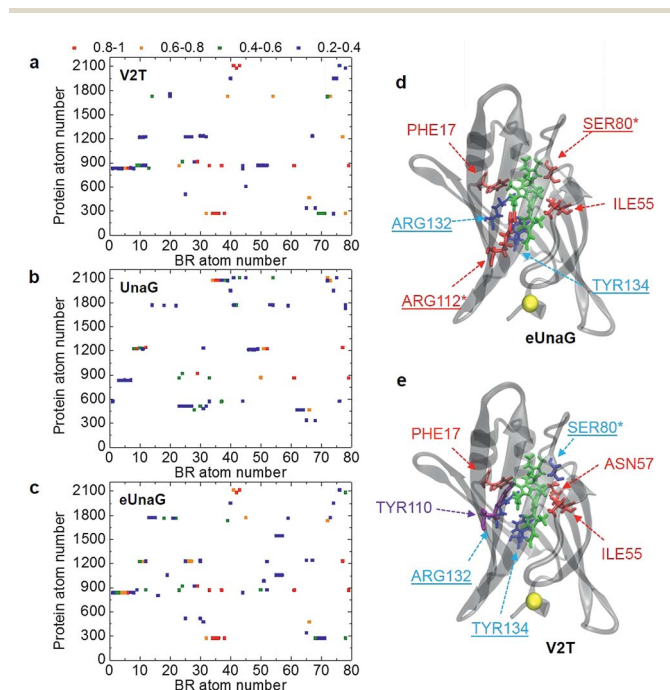 0.8-1 0.6-0.8 0.4-0.6 0.2-0.4
a
V2T
Protein atom number
2100
1800
1500
1200
900
600
300
0
0 10 20 30 40 50 60 70 80
BR atom number
b
UnaG
Protein atom number
2100
1800
1500
1200
900
600
300
0
0 10 20 30 40 50 60 70 80
BR atom number
c
eUnaG
Protein atom number
2100
1800
1500
1200
900
600
300
0
0 10 20 30 40 50 60 70 80
BR atom number
d
SER80*
PHE17
ILE55
ARG132
TYR134
ARG112*
eUnaG
e
SER80*
PHE17
ASN57
TYR110
ILE55
ARG132
TYR134
V2T